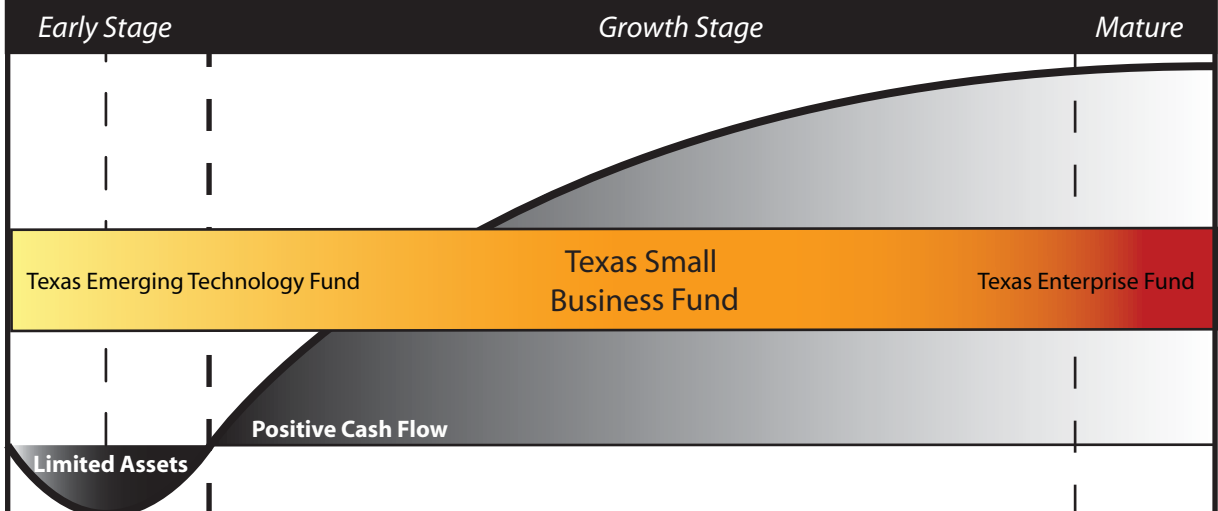 Early Stage
Growth Stage
Mature
Texas Emerging Technology Fund
Texas Small
Business Fund
Texas Enterprise Fund
Positive Cash Flow
Limited Assets